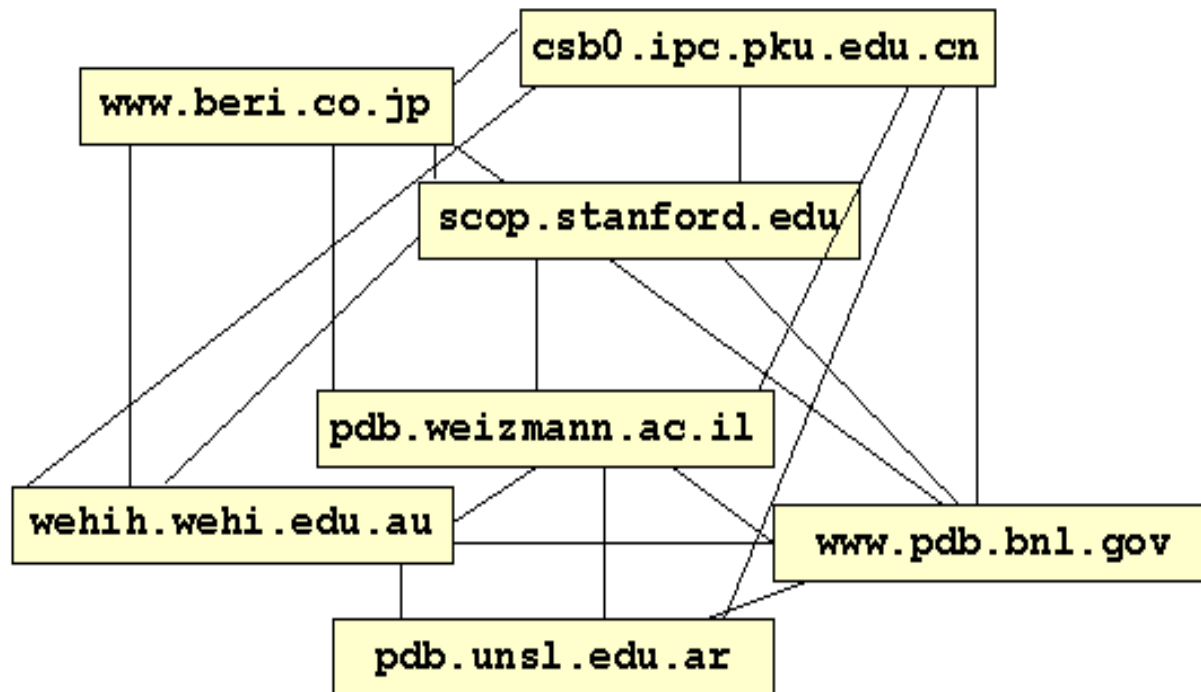 csb0.ipc.pku.edu.cn
www.beri.co.jp
scop.stanford.edu
pdb.weizmann.ac.il
wehih.wehi.edu.au
www.pdb.bnl.gov
pdb.unsl.edu.ar